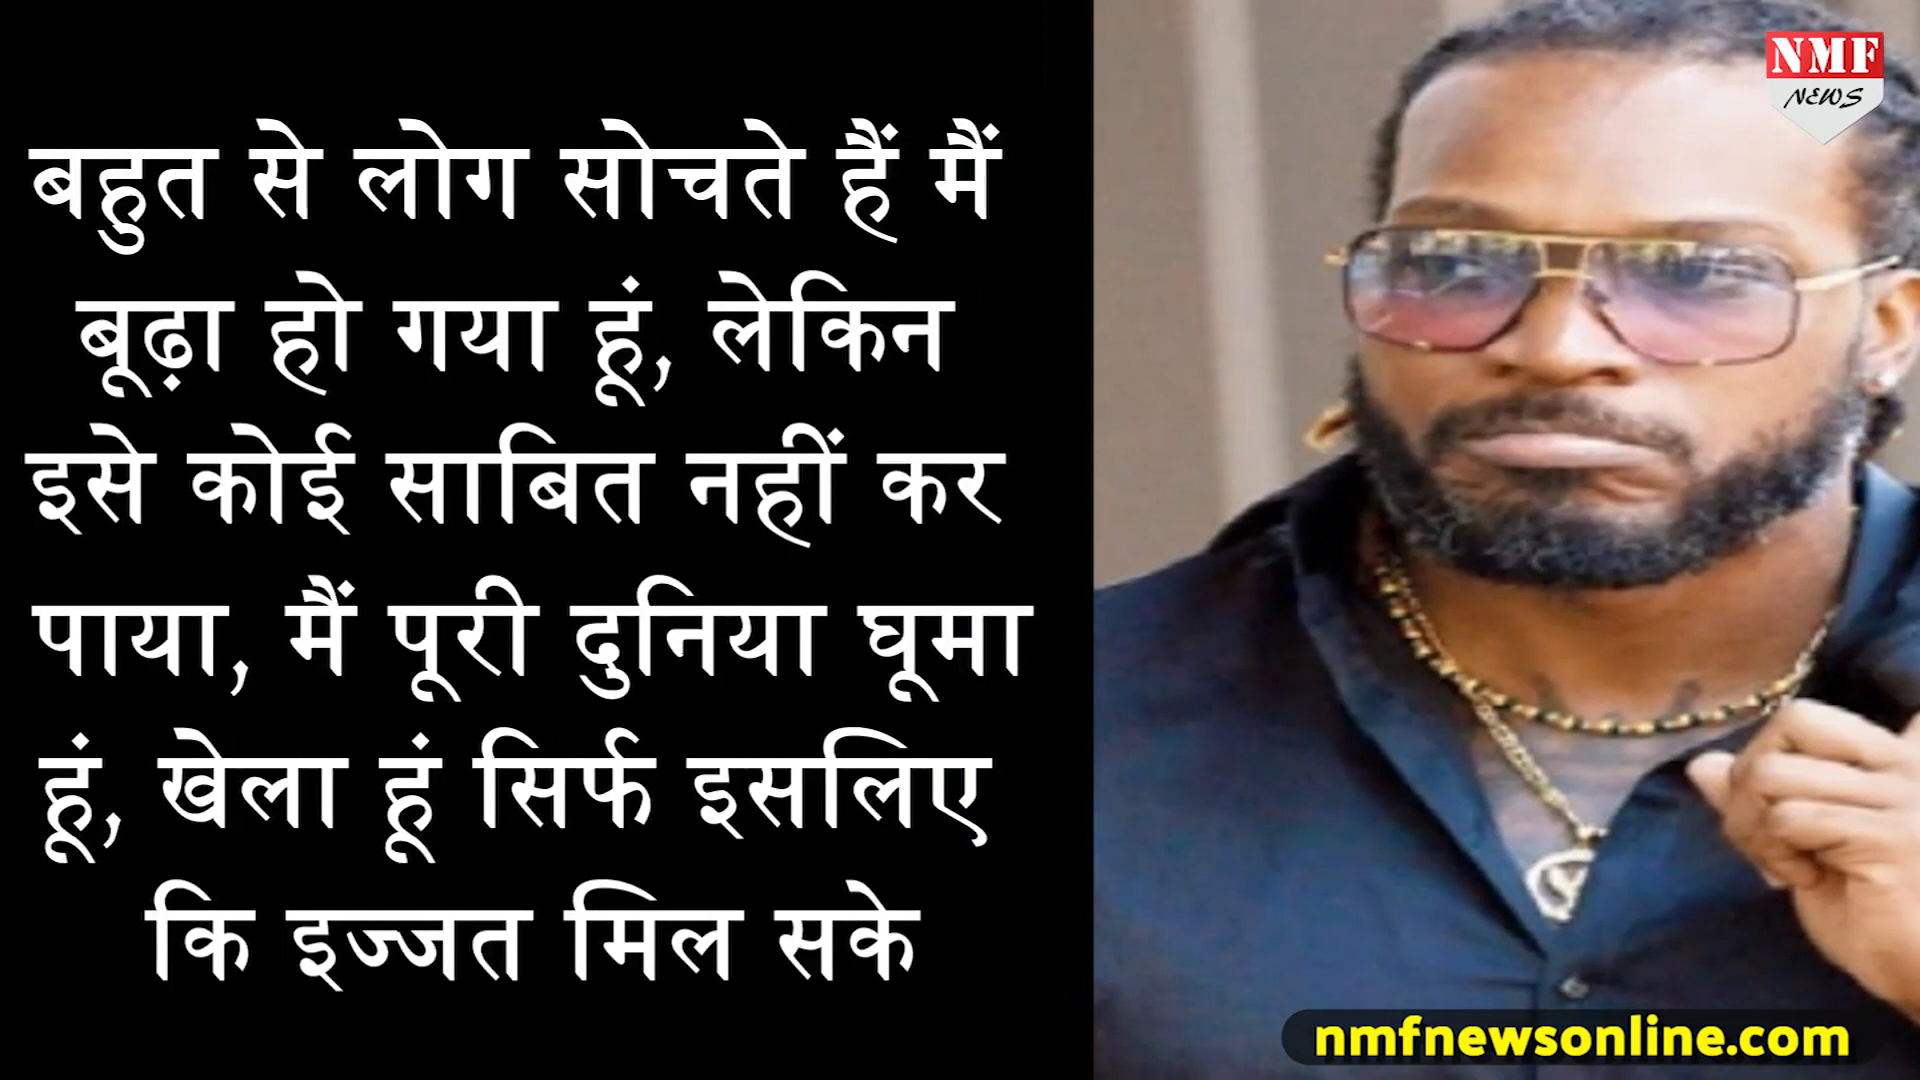 बहुत से लोग सोचते हैं मैं
बूढ़ा हो गया हूं, लेकिन
इसे कोई साबित नहीं कर
पाया, मैं पूरी दुनिया घूमा
हूं, खेला हूं सिर्फ इसलिए
कि इज्जत मिल सके
NMF
NEWS
nmfnewsonline.com